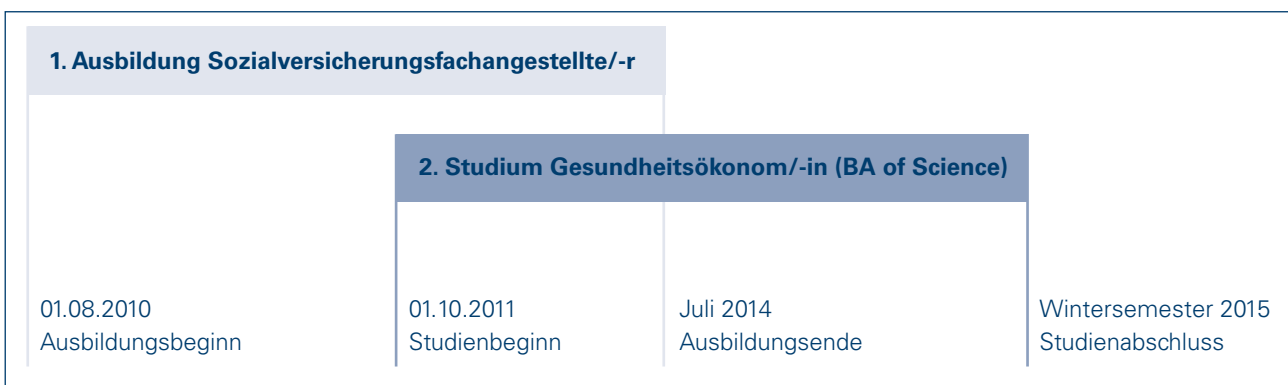 1. Ausbildung Sozialversicherungsfachangestellte/-r
2. Studium Gesundheitsökonom/-in (BA of Science)
01.08.2010
Ausbildungsbeginn
01.10.2011
Studienbeginn
Juli 2014
Ausbildungsende
Wintersemester 2015
Studienabschluss